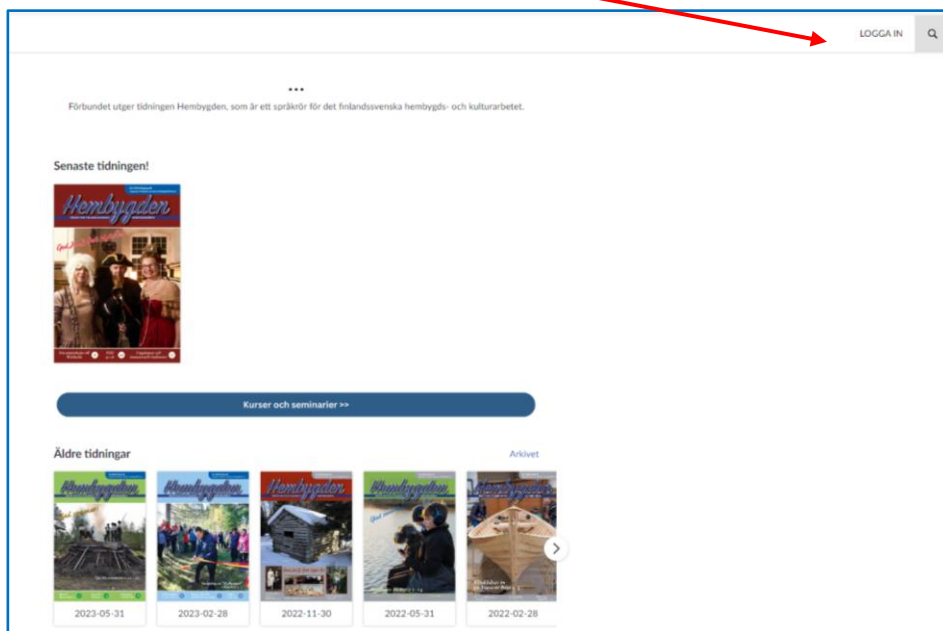 LOGGA IN
...
Förbundet utger tidningen Hembygden, som är ett språkrör för det finlandssvenska hembygds- och kulturarbetet.
Senaste tidningen!
Hembygden
Kurser och seminarier >>
Äldre tidningar
Arkivet
Hembygden
Hembygden
Hembygden
Hembygden
Hembygden
2023-05-31
2023-02-28
2022-11-30
2022-05-31
2022-02-28